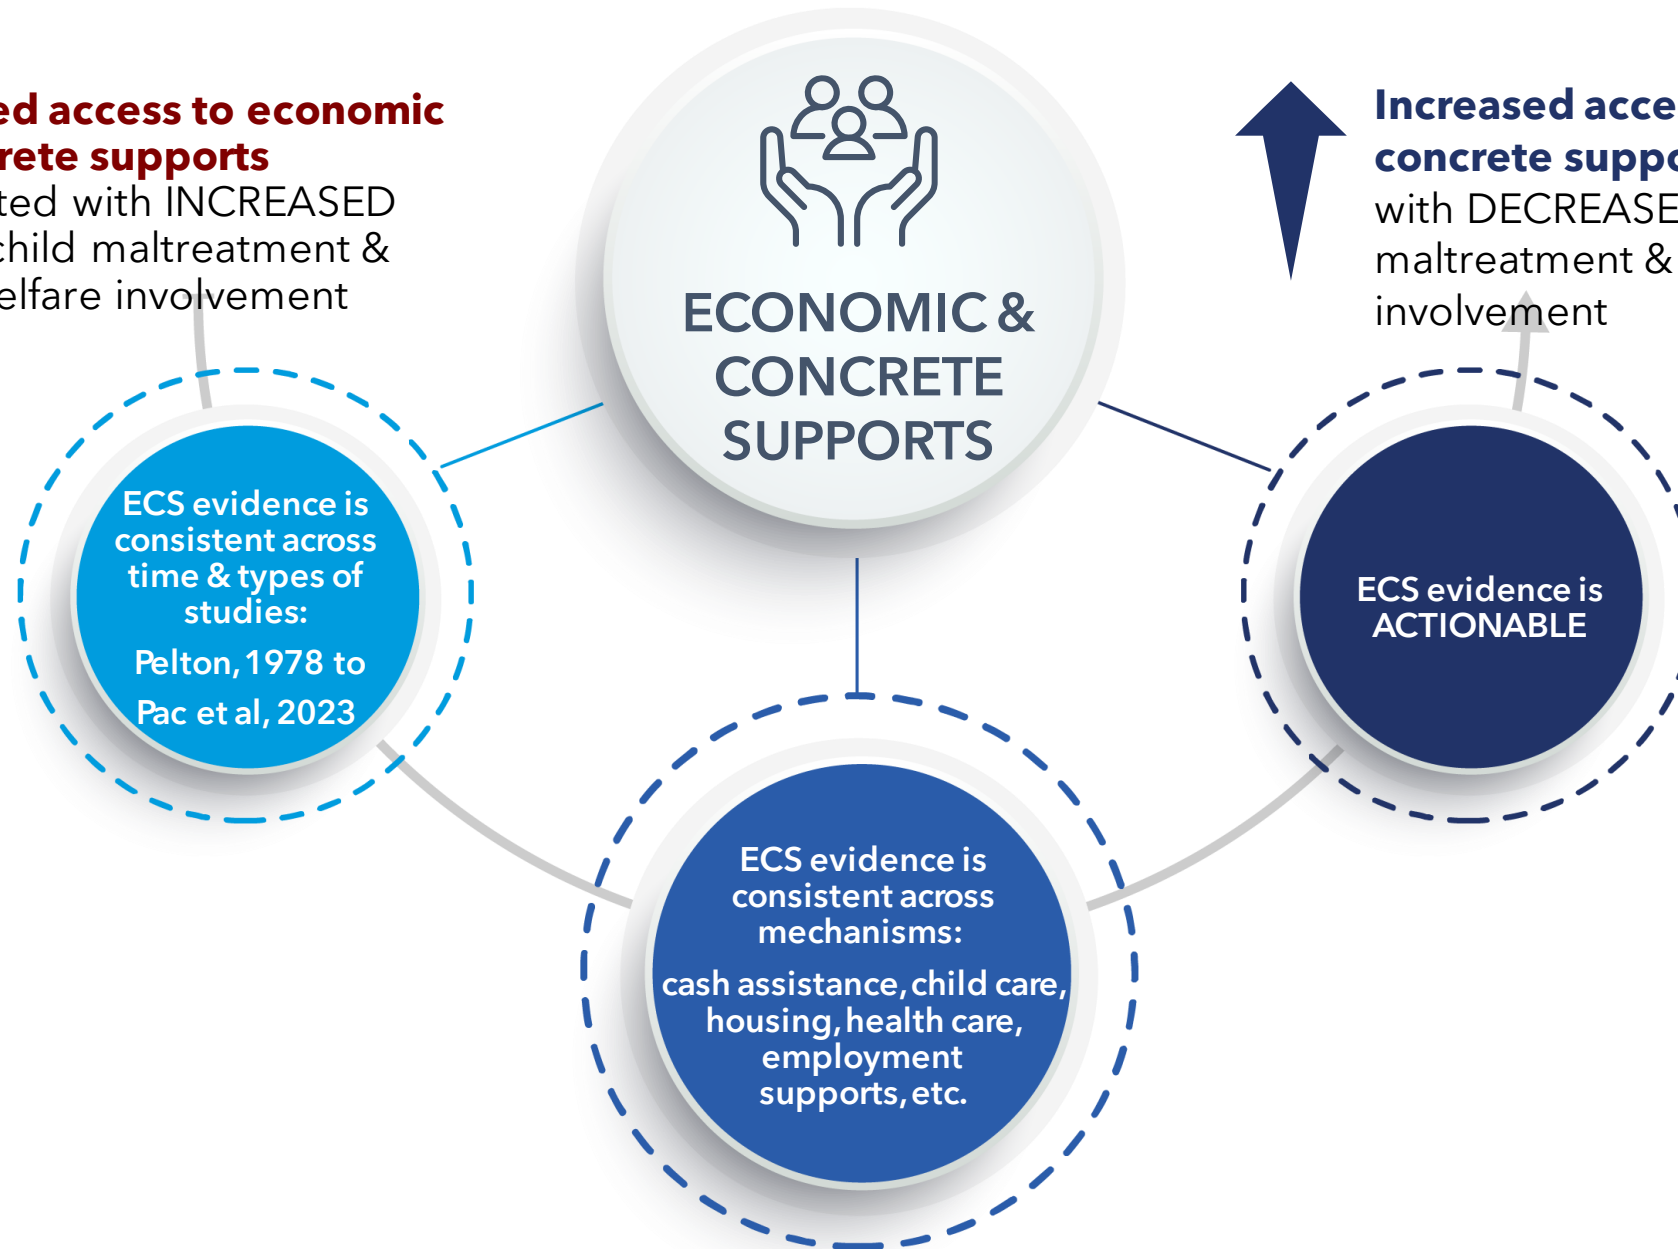 ed access to economic
rete supports
ted with INCREASED
child maltreatment &
elfare involvement
ECONOMIC &
CONCRETE
SUPPORTS
Increased acce
concrete suppo
with DECREASE
maltreatment &
involvement
ECS evidence is
consistent across
time & types of
studies:
Pelton, 1978 to
Pac et al, 2023
ECS evidence is
consistent across
mechanisms:
cash assistance, child care,
housing, health care,
employment
supports, etc.
ECS evidence is
ACTIONABLE